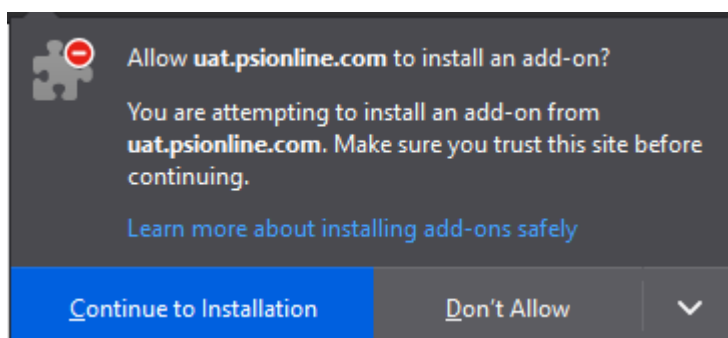 Allow uat.psionline.com to install an add-on?
You are attempting to install an add-on from
uat.psionline.com. Make sure you trust this site before
continuing.
Learn more about installing add-ons safely
Continue to Installation
Don't Allow